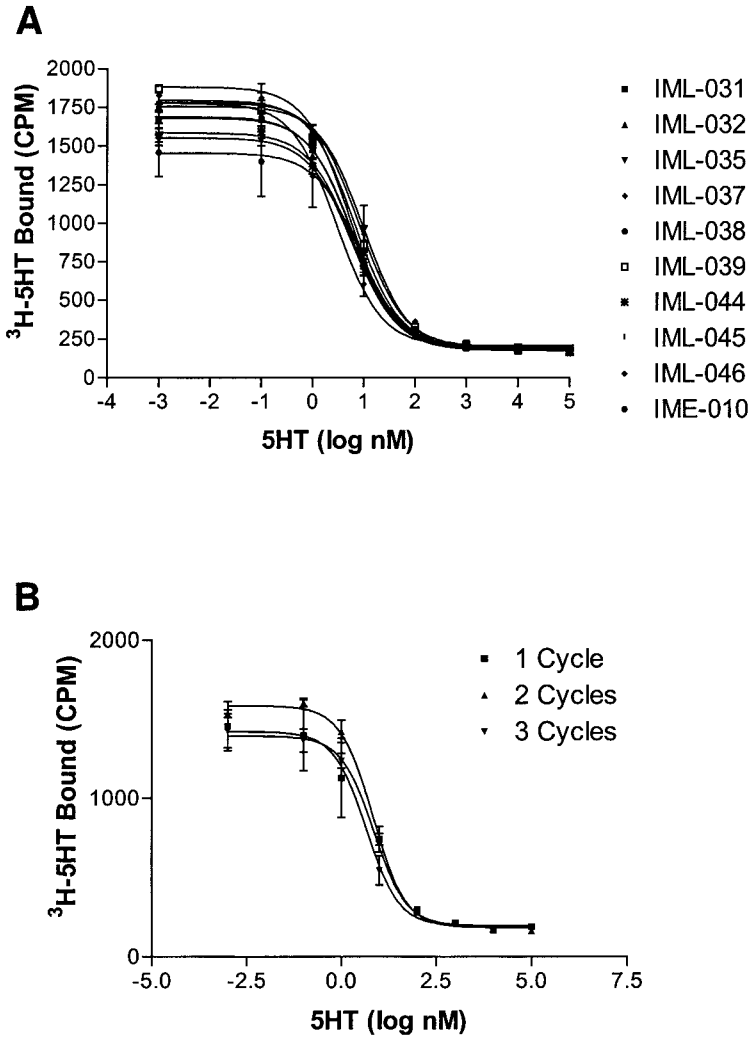 A
³H-5HT Bound (CPM)
2000
1750
1500
1250
1000
750
500
250
0
-4 -3 -2 -1 0 1 2 3 4 5
5HT (log nM)
IML-031
IML-032
IML-035
IML-037
IML-038
IML-039
IML-044
IML-045
IML-046
IME-010
B
³H-5HT Bound (CPM)
2000
1000
0
-5.0 -2.5 0.0 2.5 5.0 7.5
5HT (log nM)
1 Cycle
2 Cycles
3 Cycles